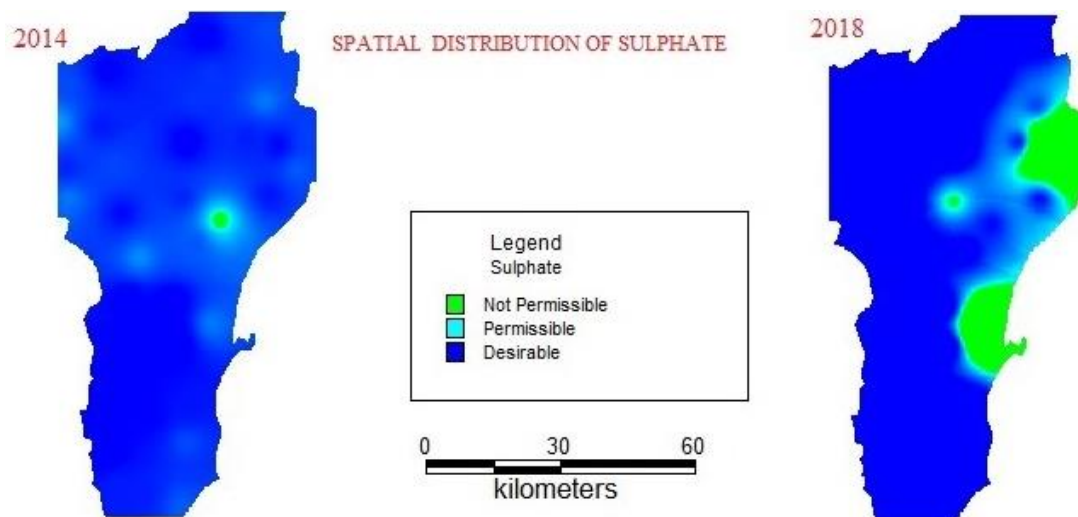 2014
SPATIAL DISTRIBUTION OF SULPHATE
2018
Legend
Sulphate
Not Permissible
Permissible
Desirable
0 30 60
kilometers